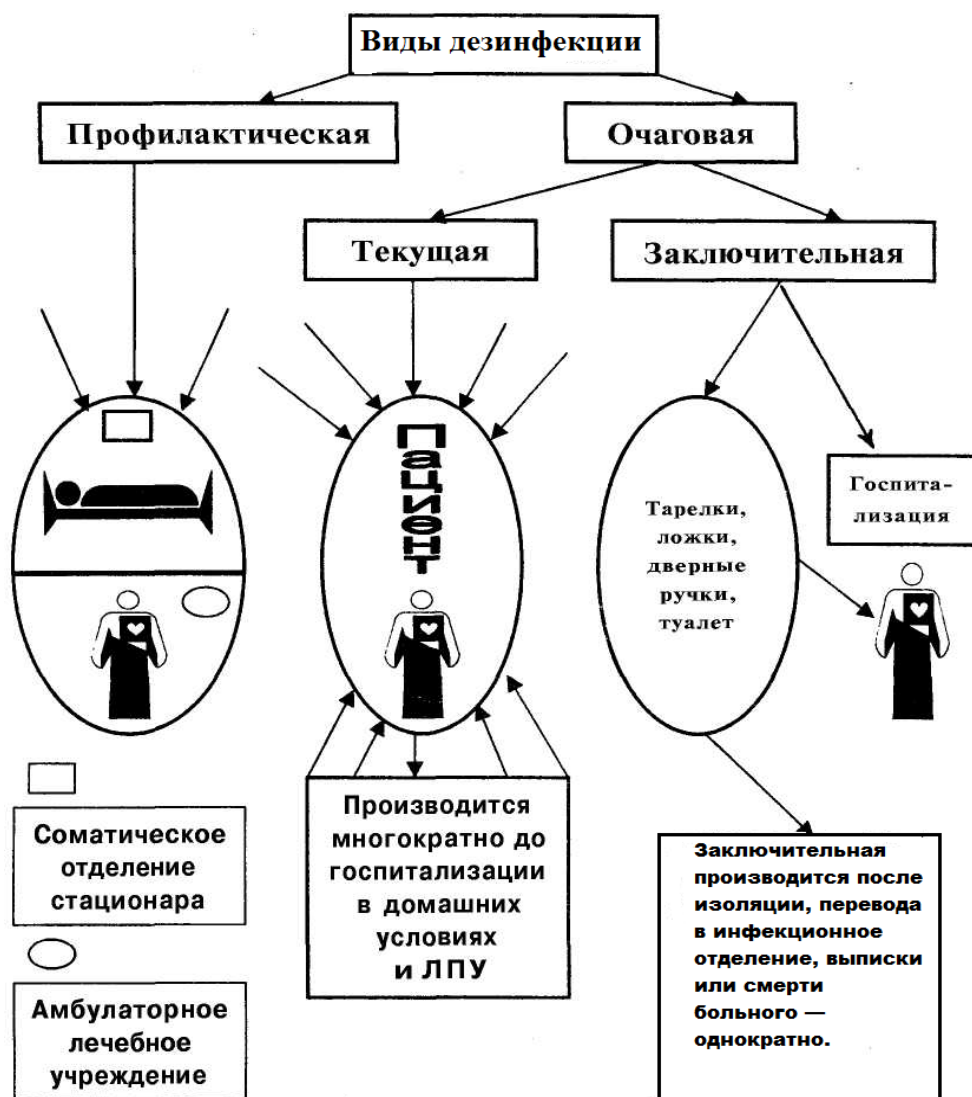 Виды дезинфекции
Профилактическая
Очаговая
Текущая
Заключительная
Пациент
Тарелки,
ложки,
дверные
ручки,
туалет
Госпита-
лизация
Соматическое
отделение
стационара
Амбулаторное
лечебное
учреждение
Производится
многократно до
госпитализации
в домашних
условиях
и ЛПУ
Заключительная
производится после
изоляции, перевода
в инфекционное
отделение, выписки
или смерти
больного —
однократно.